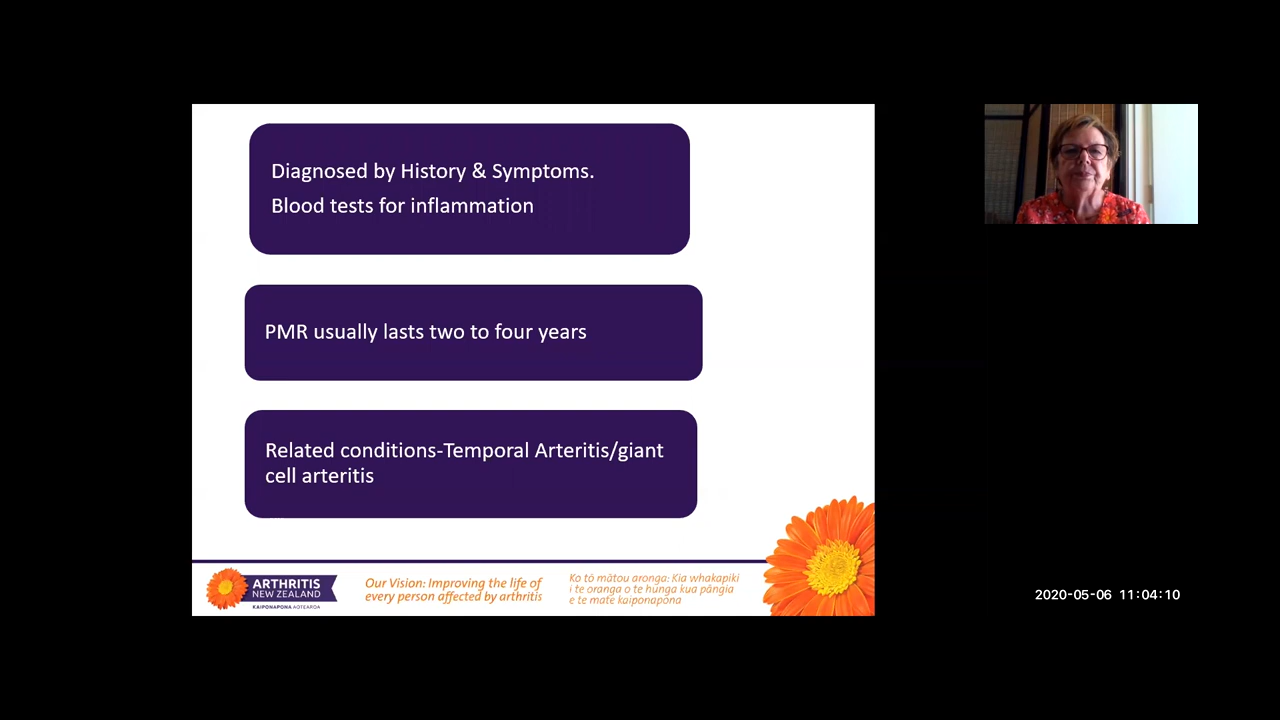 Diagnosed by History & Symptoms.
Blood tests for inflammation
PMR usually lasts two to four years
Related conditions-Temporal Arteritis/giant
cell arteritis
ARTHRITIS
NEW ZEALAND
KAIPONAPONA AOTEAROA
Our Vision: Improving the life of
every person affected by arthritis
Ko tō mātou aronga: Kia whakapiki
i te oranga o te hunga kua pāngia
e te mate kaiponapona
2020-05-06 11:04:10